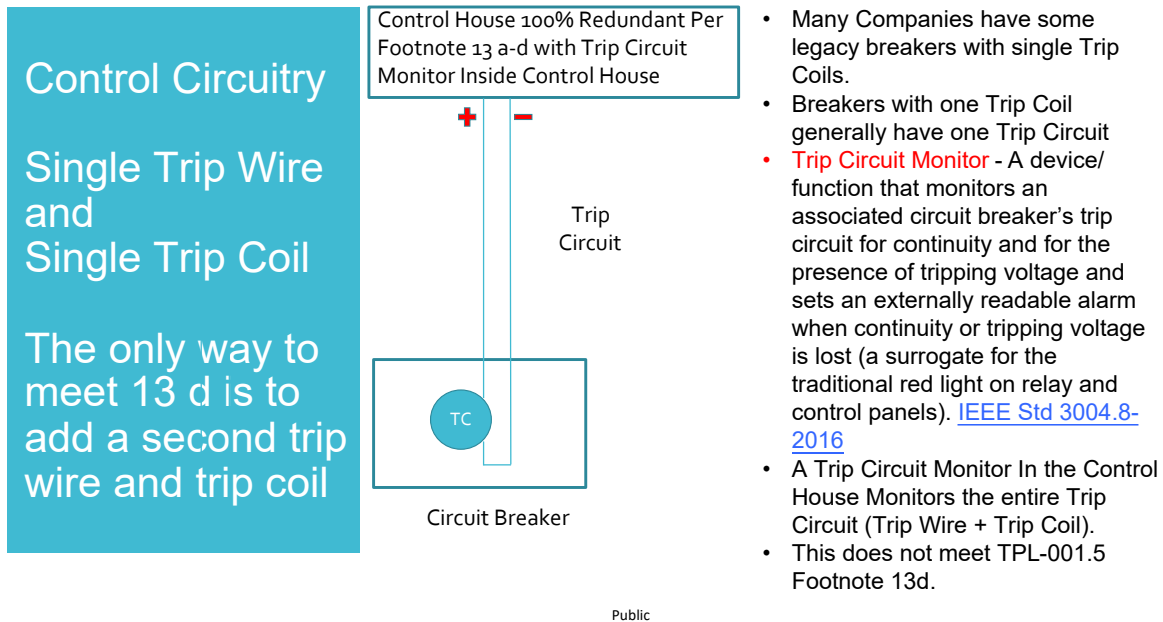 Control Circuitry
Single Trip Wire
and
Single Trip Coil
The only way to
meet 13 d is to
add a second trip
wire and trip coil
Control House 100% Redundant Per
Footnote 13 a-d with Trip Circuit
Monitor Inside Control House
+ –
Trip
Circuit
TC
Circuit Breaker
• Many Companies have some
legacy breakers with single Trip
Coils.
• Breakers with one Trip Coil
generally have one Trip Circuit
• Trip Circuit Monitor - A device/
function that monitors an
associated circuit breaker's trip
circuit for continuity and for the
presence of tripping voltage and
sets an externally readable alarm
when continuity or tripping voltage
is lost (a surrogate for the
traditional red light on relay and
control panels). IEEE Std 3004.8-
2016
• A Trip Circuit Monitor In the Control
House Monitors the entire Trip
Circuit (Trip Wire + Trip Coil).
• This does not meet TPL-001.5
Footnote 13d.
Public